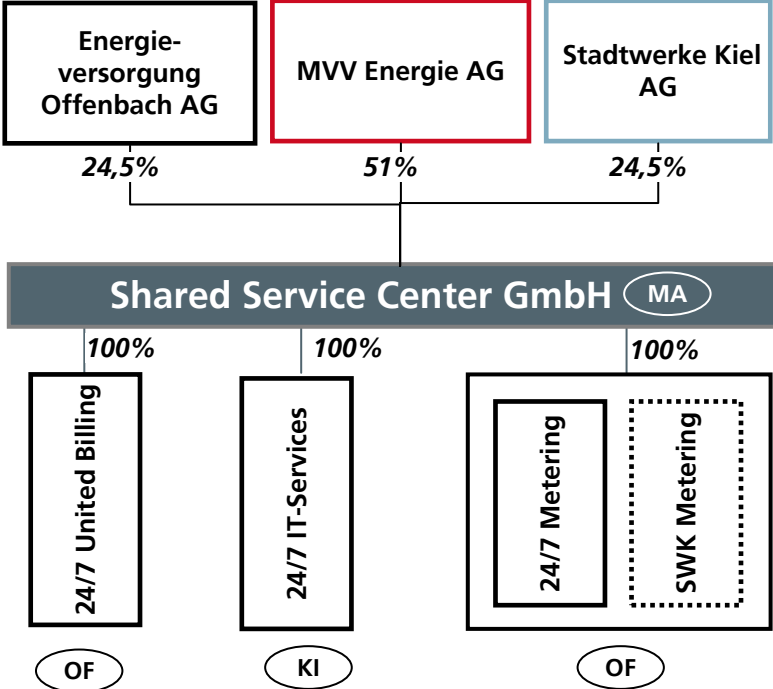 Energie-
versorgung
Offenbach AG
MVV Energie AG
Stadtwerke Kiel
AG
24,5%
51%
24,5%
Shared Service Center GmbH MA
100%
100%
100%
24/7 United Billing
24/7 IT-Services
24/7 Metering
SWK Metering
OF
KI
OF